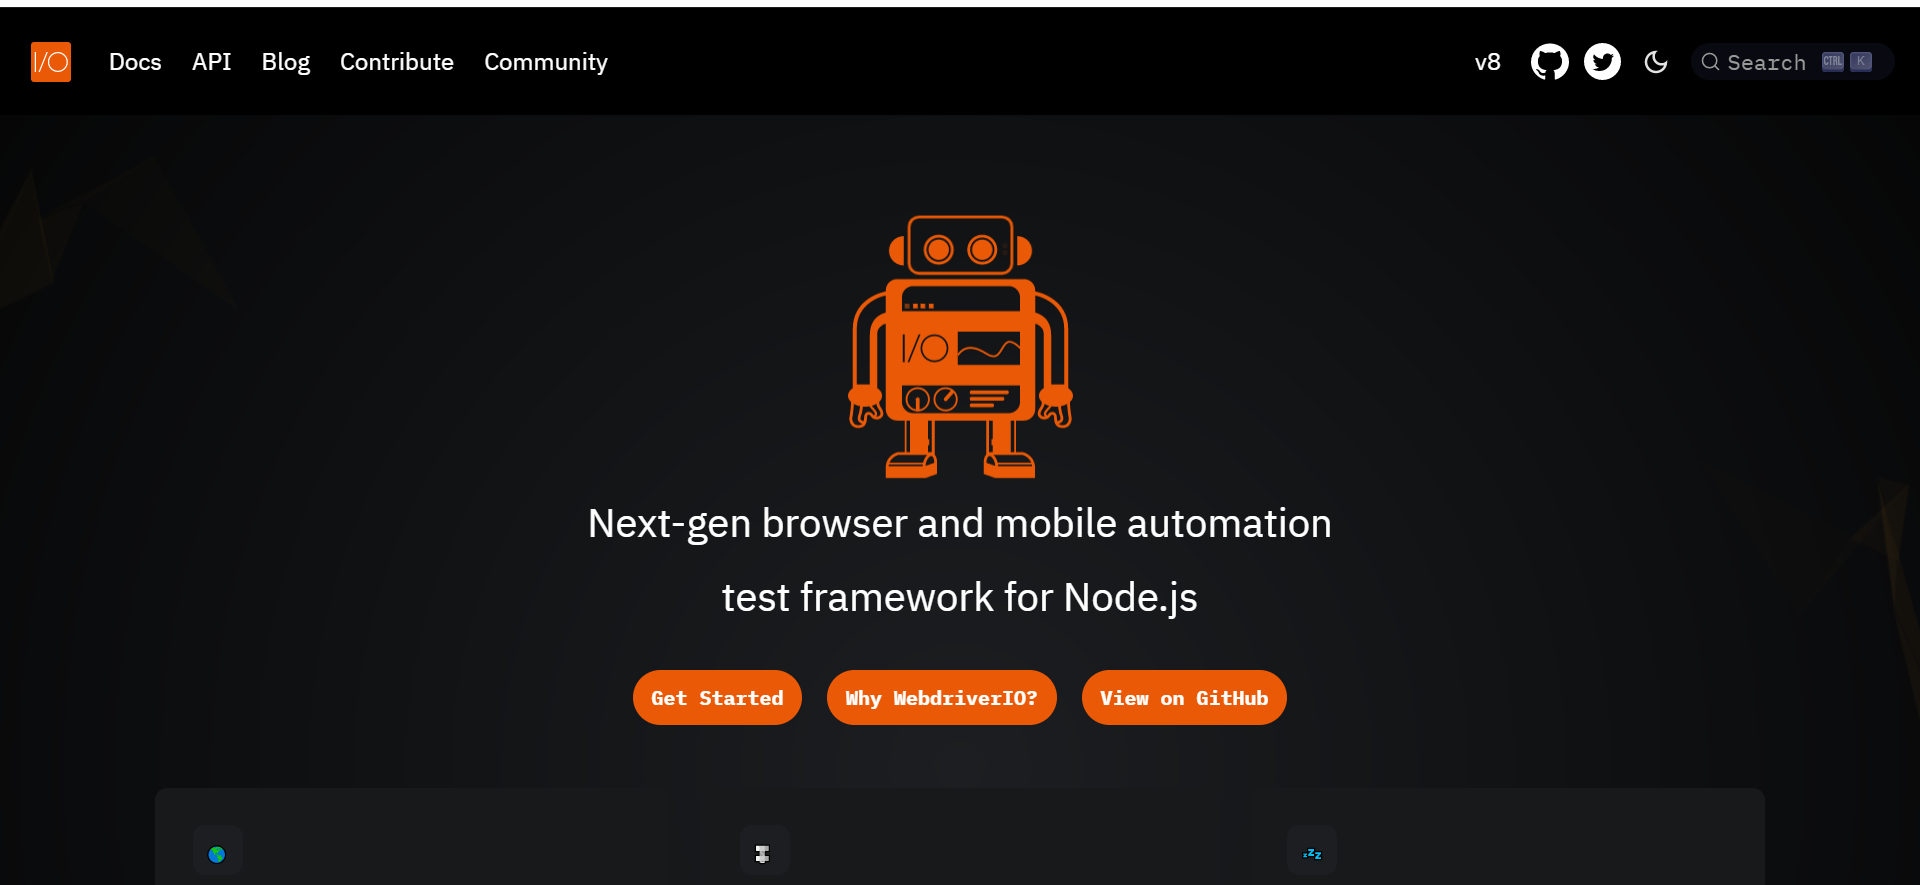 I/O
Docs
API
Blog
Contribute
Community
v8
Search
CTRL
K
I/O
Next-gen browser and mobile automation
test framework for Node.js
Get Started
Why WebdriverIO?
View on GitHub
zzz